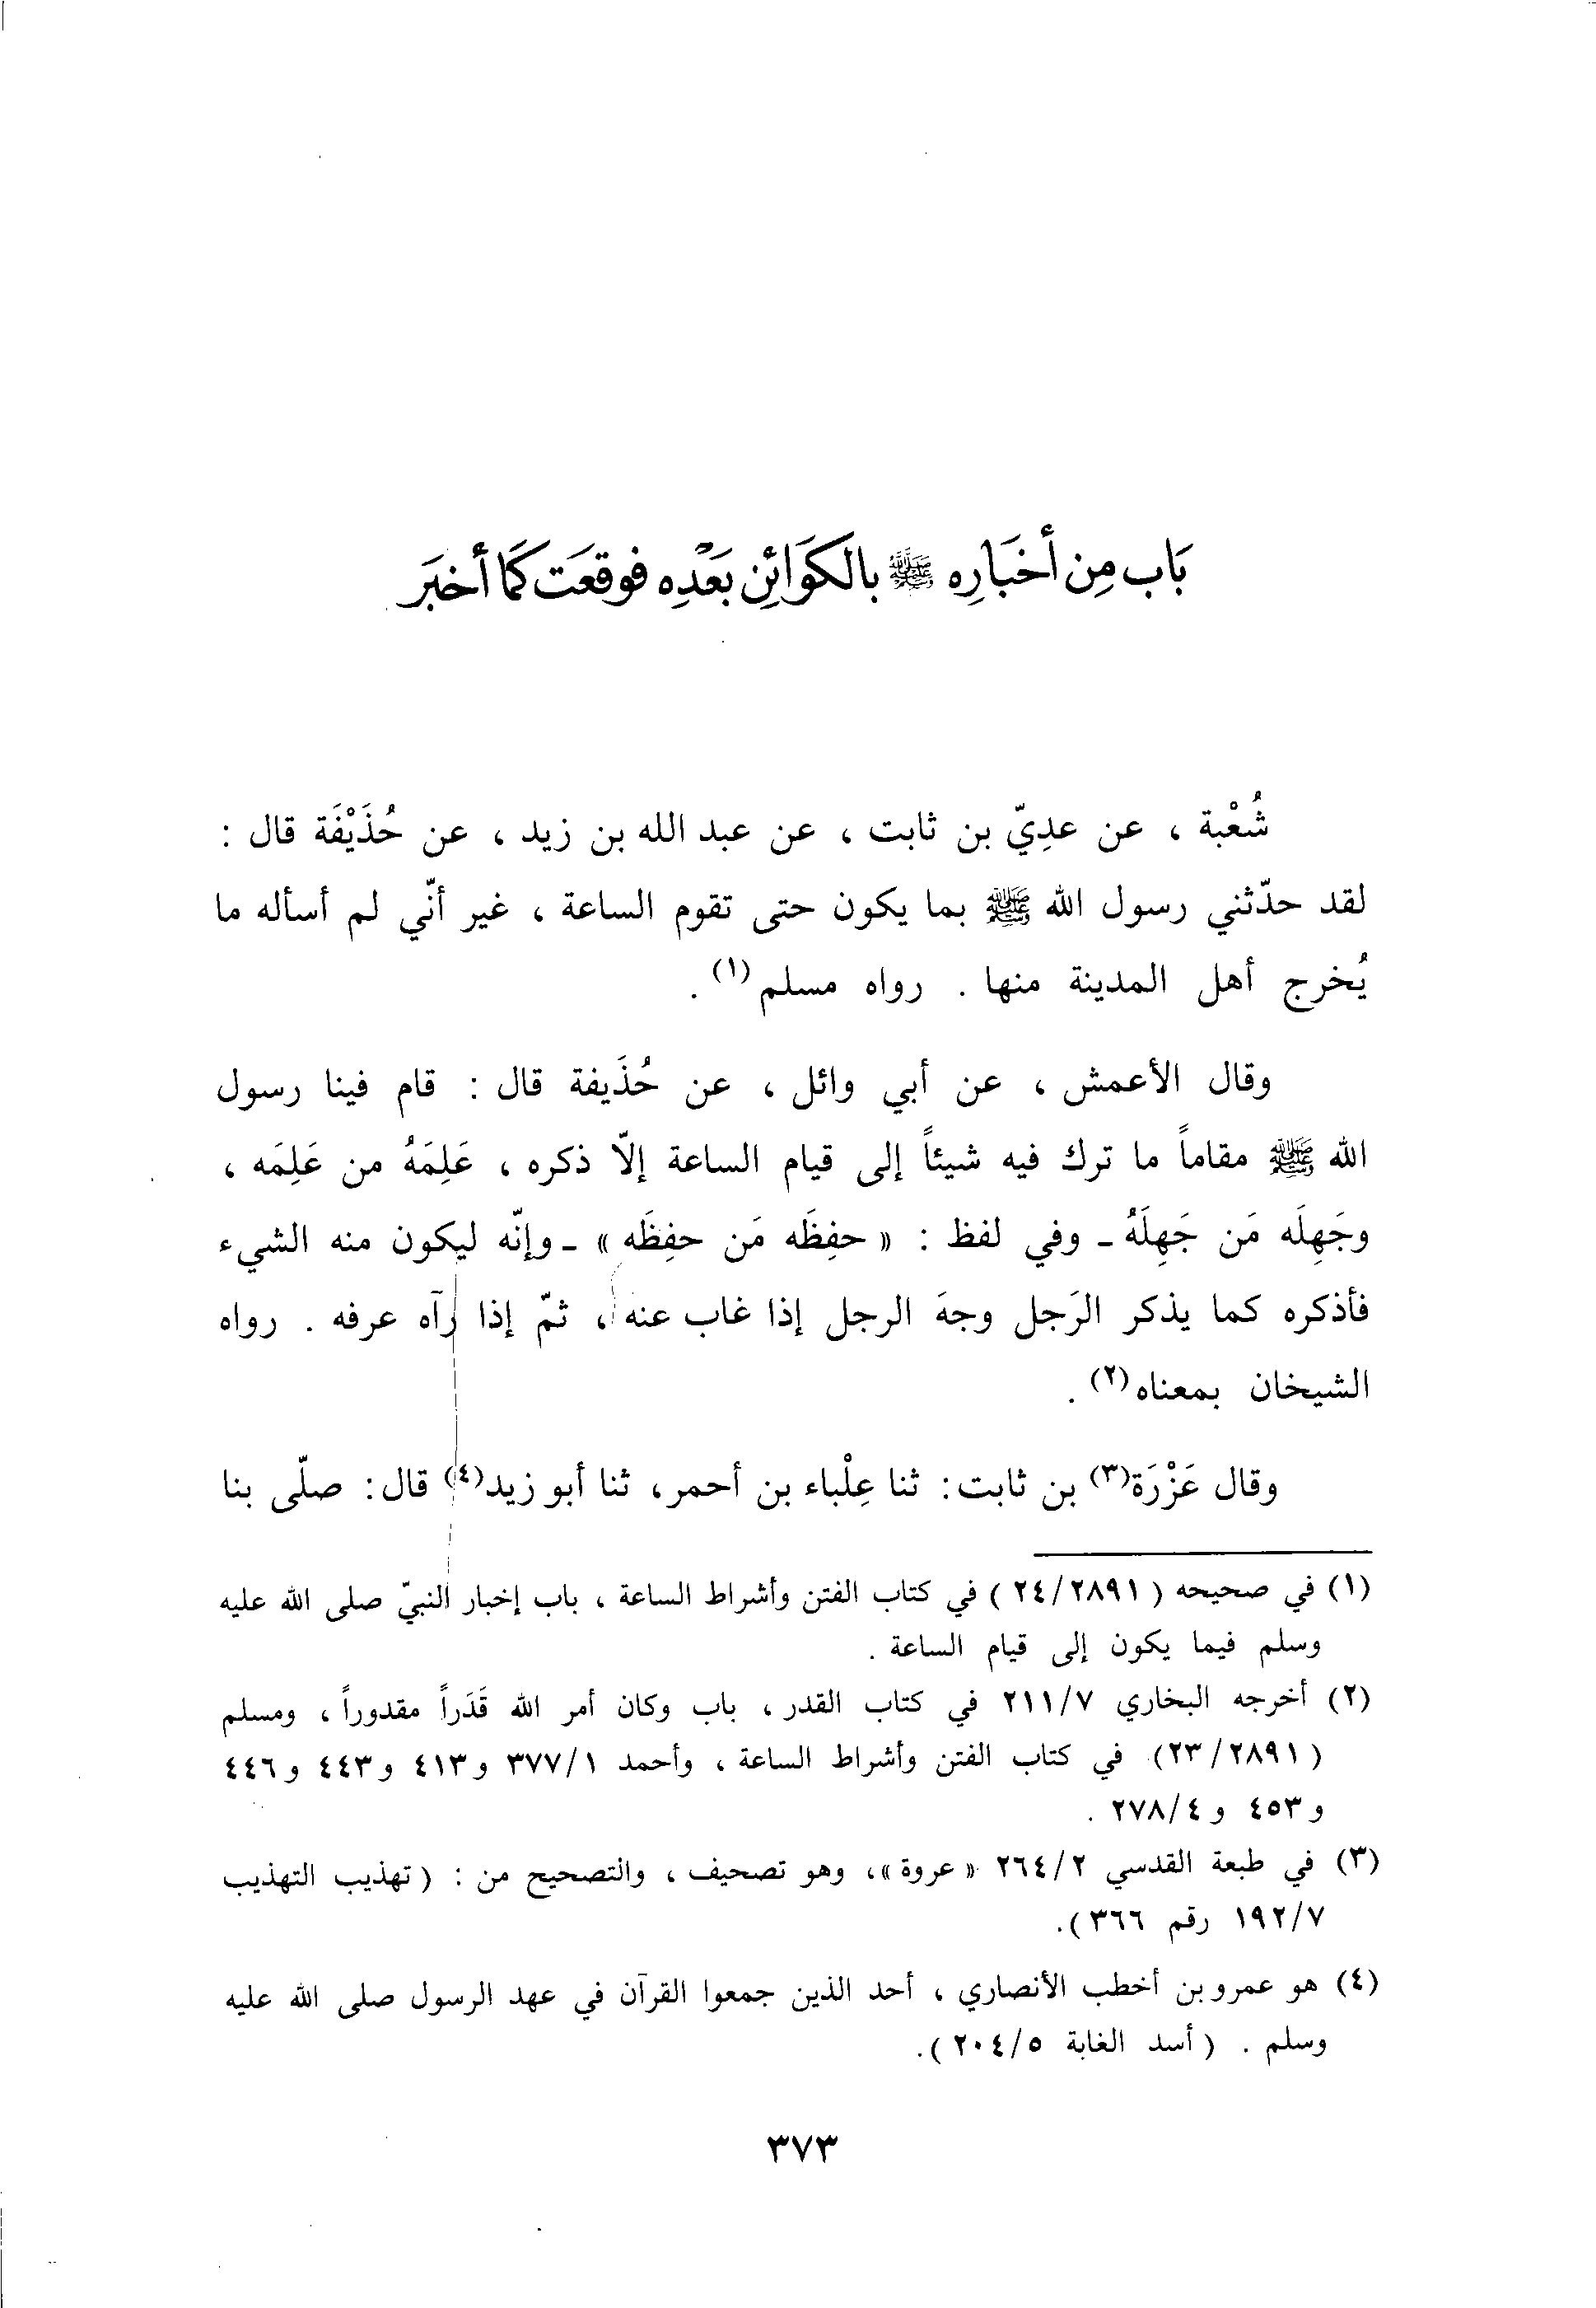 بَاب مِن أخبَارِه ﷺ بالكوَائِن بَعْدِه فوقعَت كَمَا أخبَر
شُعْبة ، عن عدِيّ بن ثابت ، عن عبد الله بن زيد ، عن حُذَيْفَة قال :
لقد حدّثني رسول الله ﷺ بما يكون حتى تقوم الساعة ، غير أنّي لم أسأله ما
يُخرج أهل المدينة منها . رواه مسلم(١) .
وقال الأعمش ، عن أبي وائل ، عن حُذَيفة قال : قام فينا رسول
الله ﷺ مقاماً ما ترك فيه شيئاً إلى قيام الساعة إلّا ذكره ، عَلِمَهُ من عَلِمَه ،
وجَهِلَه مَن جَهِلَهُ ـ وفي لفظ : « حفِظَه مَن حفِظَه » ـ وإنّه ليكون منه الشيء
فأذكره كما يذكر الرَجل وجهَ الرجل إذا غاب عنه ، ثمّ إذا رآه عرفه . رواه
الشيخان بمعناه(٢) .
وقال عَزْرَة(٣) بن ثابت : ثنا عِلْباء بن أحمر، ثنا أبو زيد(٤) قال : صلّى بنا
(١) في صحيحه ( ٢٤/٢٨٩١ ) في كتاب الفتن وأشراط الساعة ، باب إخبار النبيّ صلى الله عليه
وسلم فيما يكون إلى قيام الساعة .
(٢) أخرجه البخاري ٢١١/٧ في كتاب القدر ، باب وكان أمر الله قَدَراً مقدوراً ، ومسلم
( ٢٣/٢٨٩١) في كتاب الفتن وأشراط الساعة ، وأحمد ٣٧٧/١ و٤١٣ و٤٤٣ و٤٤٦
و٤٥٣ و٢٧٨/٤ .
(٣) في طبعة القدسي ٢٦٤/٢ « عروة »، وهو تصحيف ، والتصحيح من : ( تهذيب التهذيب
١٩٢/٧ رقم ٣٦٦ ).
(٤) هو عمرو بن أخطب الأنصاري ، أحد الذين جمعوا القرآن في عهد الرسول صلى الله عليه
وسلم . ( أسد الغابة ٢٠٤/٥ ).
٣٧٣